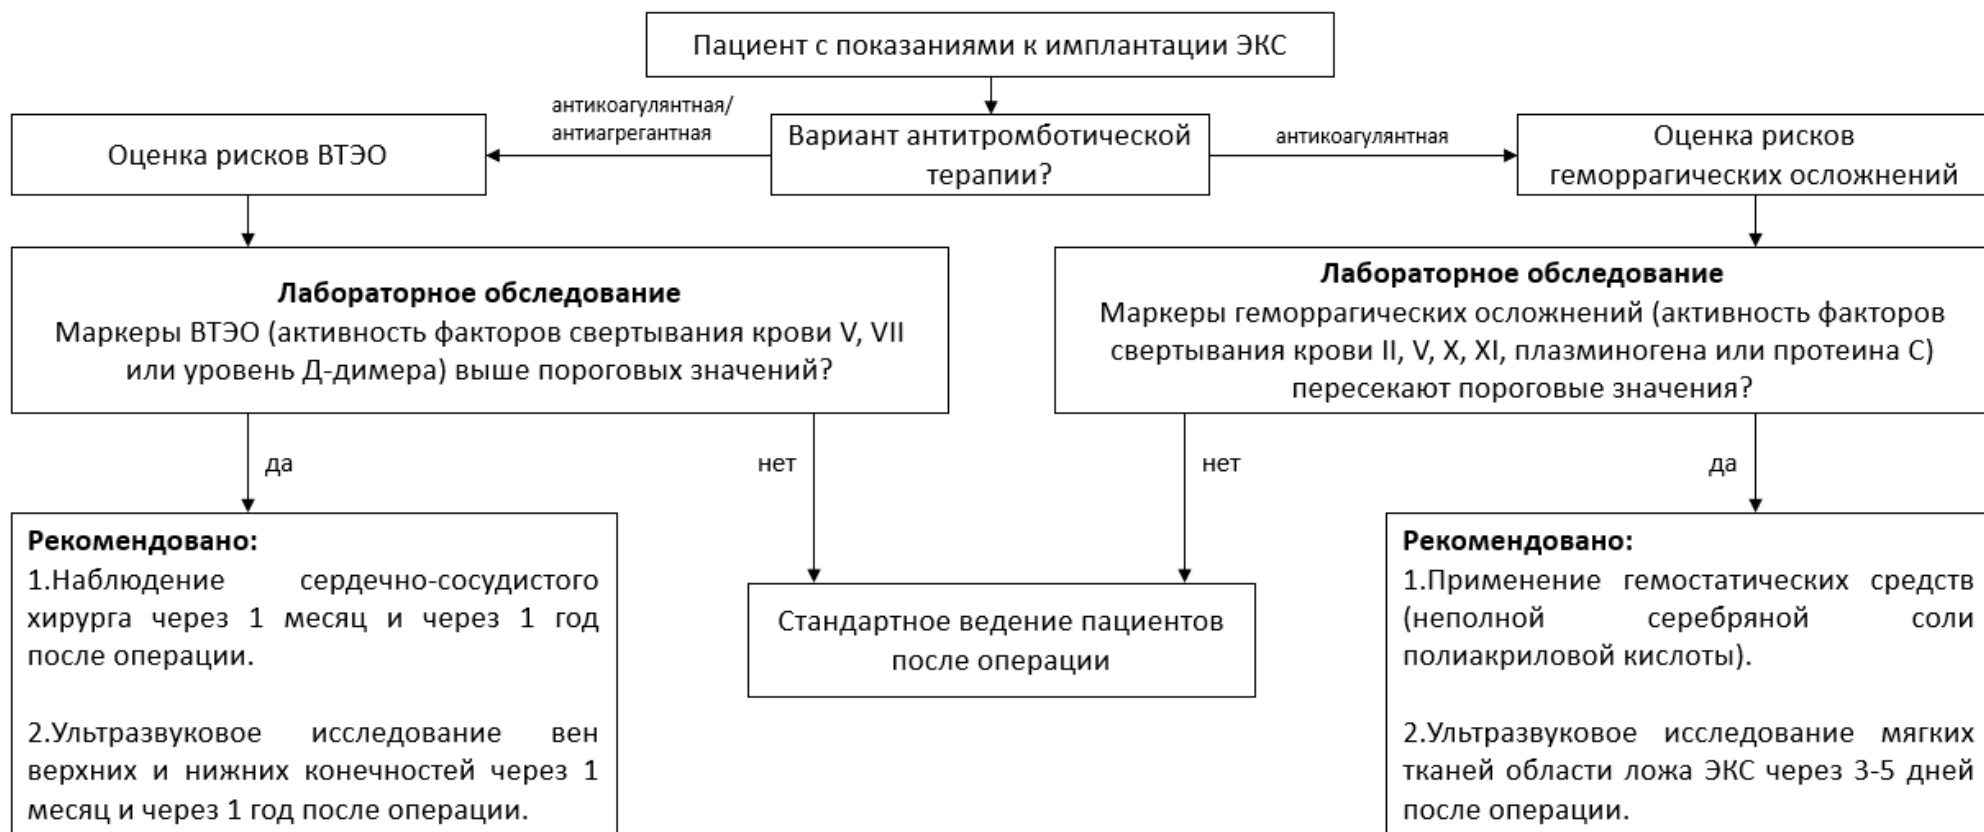 Пациент с показаниями к имплантации ЭКС
антикоагулянтная/
антиагрегантная
Вариант антитромботической
терапии?
антикоагулянтная
Оценка рисков ВТЭО
Оценка рисков
геморрагических осложнений
Лабораторное обследование
Маркеры ВТЭО (активность факторов свертывания крови V, VII
или уровень Д-димера) выше пороговых значений?
Лабораторное обследование
Маркеры геморрагических осложнений (активность факторов
свертывания крови II, V, X, XI, плазминогена или протеина С)
пересекают пороговые значения?
да
нет
нет
да
Рекомендовано:
1.Наблюдение сердечно-сосудистого
хирурга через 1 месяц и через 1 год
после операции.
2.Ультразвуковое исследование вен
верхних и нижних конечностей через 1
месяц и через 1 год после операции.
Стандартное ведение пациентов
после операции
Рекомендовано:
1.Применение гемостатических средств
(неполной серебряной соли
полиакриловой кислоты).
2.Ультразвуковое исследование мягких
тканей области ложа ЭКС через 3-5 дней
после операции.